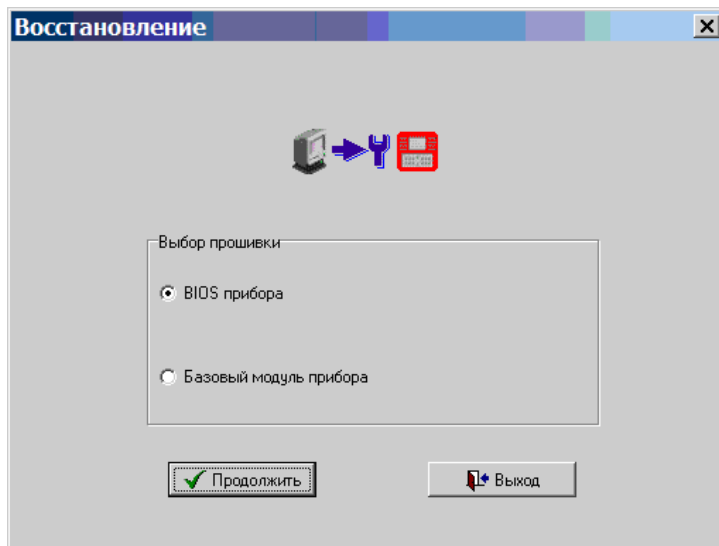 Восстановление
Выбор прошивки
BIOS прибора
Базовый модуль прибора
Продолжить
Выход